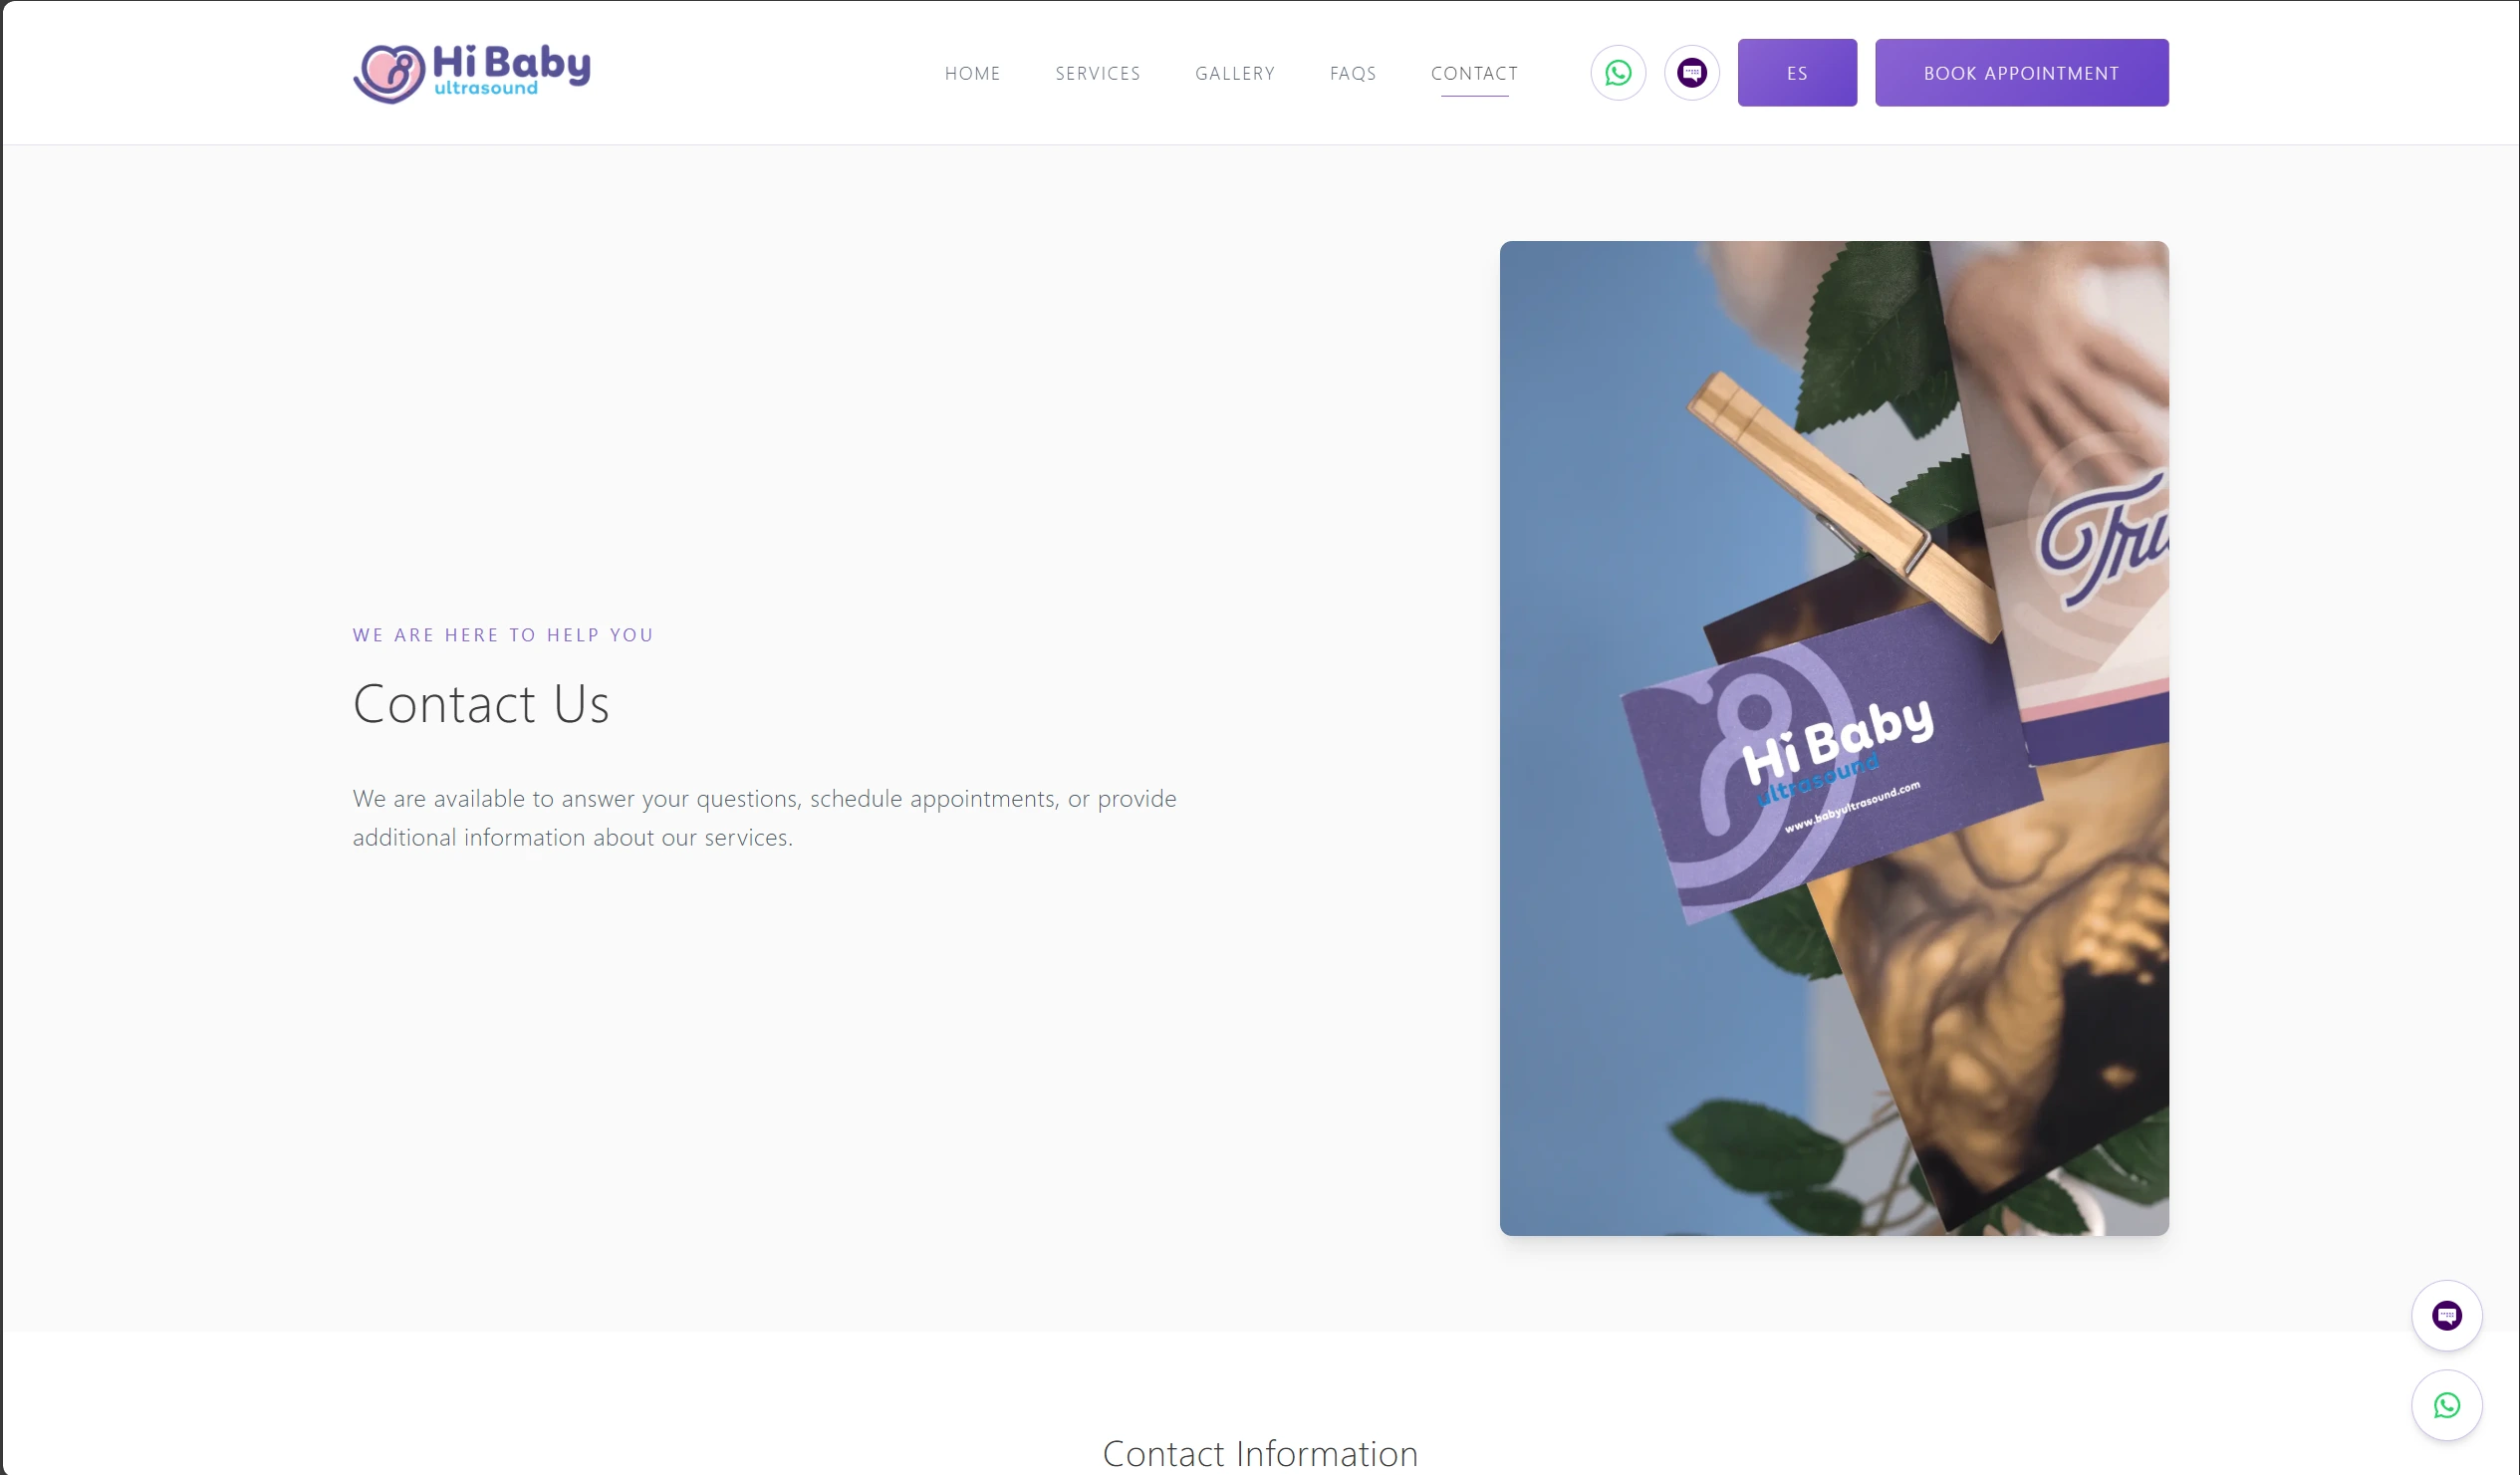 Hi Baby
ultrasound
HOME
SERVICES
GALLERY
FAQS
CONTACT
ES
BOOK APPOINTMENT
WE ARE HERE TO HELP YOU
Contact Us
We are available to answer your questions, schedule appointments, or provide
additional information about our services.
Hi Baby
ultrasound
www.babyultrasound.com
Contact Information